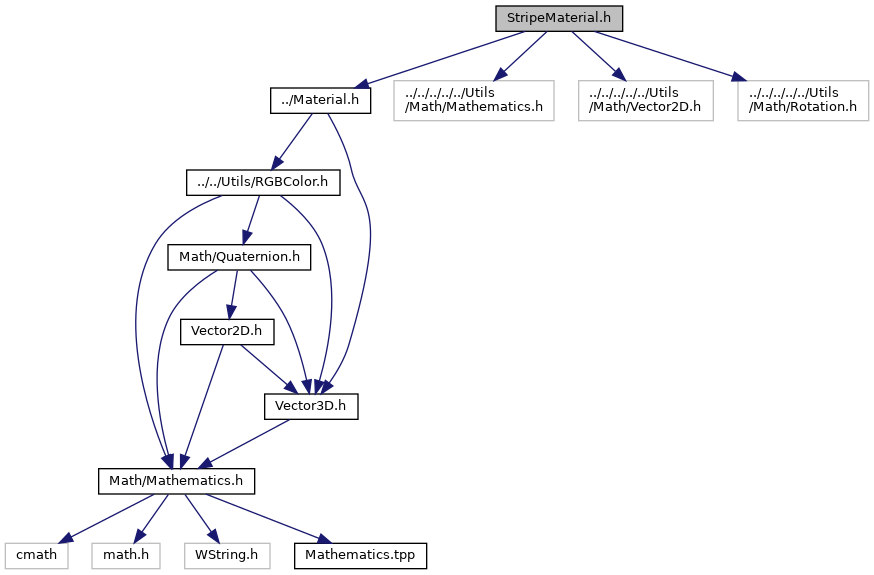 StripeMaterial.h
../Material.h
../../../../../Utils
/Math/Mathematics.h
../../../../../Utils
/Math/Vector2D.h
../../../../../Utils
/Math/Rotation.h
../../Utils/RGBColor.h
Math/Quaternion.h
Vector2D.h
Vector3D.h
Math/Mathematics.h
cmath
math.h
WString.h
Mathematics.tpp